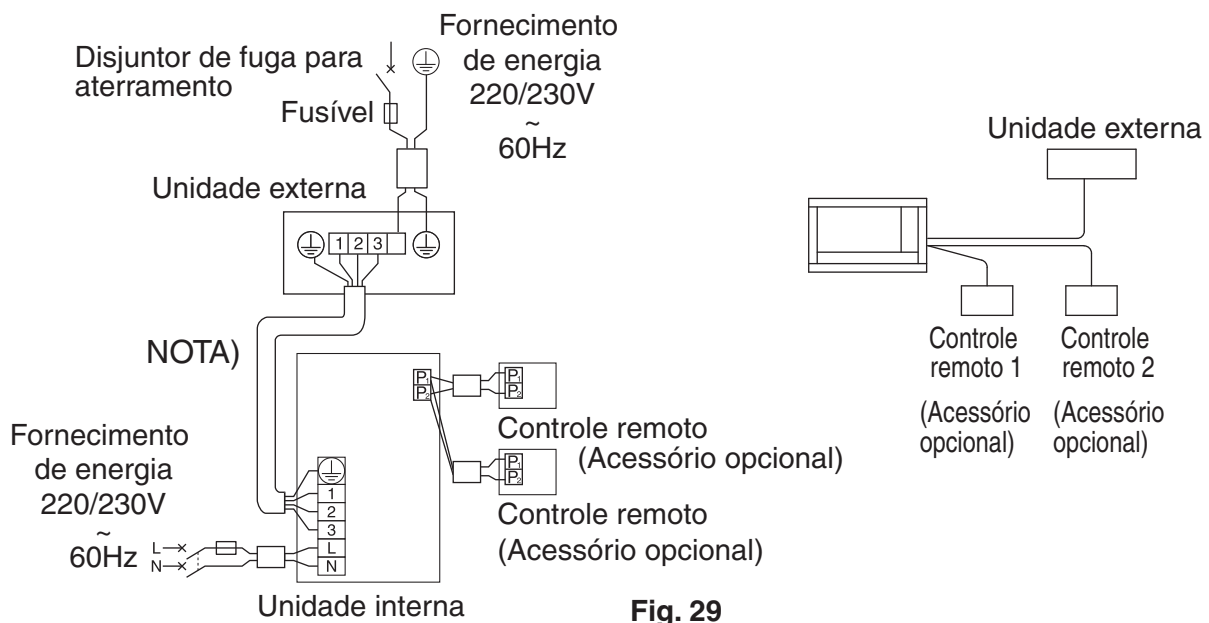 Fornecimento
de energia
220/230V
~
60Hz
Disjuntor de fuga para
aterramento
Fusível
Unidade externa
1 2 3
NOTA)
P1
P2
P1
P2
Controle remoto
(Acessório opcional)
P1
P2
Controle remoto
(Acessório opcional)
Fornecimento
de energia
220/230V
~
60Hz
1
2
3
L
N
L
N
Unidade interna
Unidade externa
Controle
remoto 1
(Acessório
opcional)
Controle
remoto 2
(Acessório
opcional)
Fig. 29